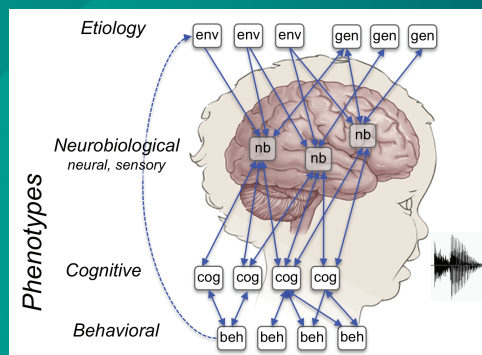 Etiology
env env env gen gen gen
Neurobiological
neural, sensory
nb nb nb
Phenotypes
Cognitive
cog cog cog cog
Behavioral
beh beh beh beh